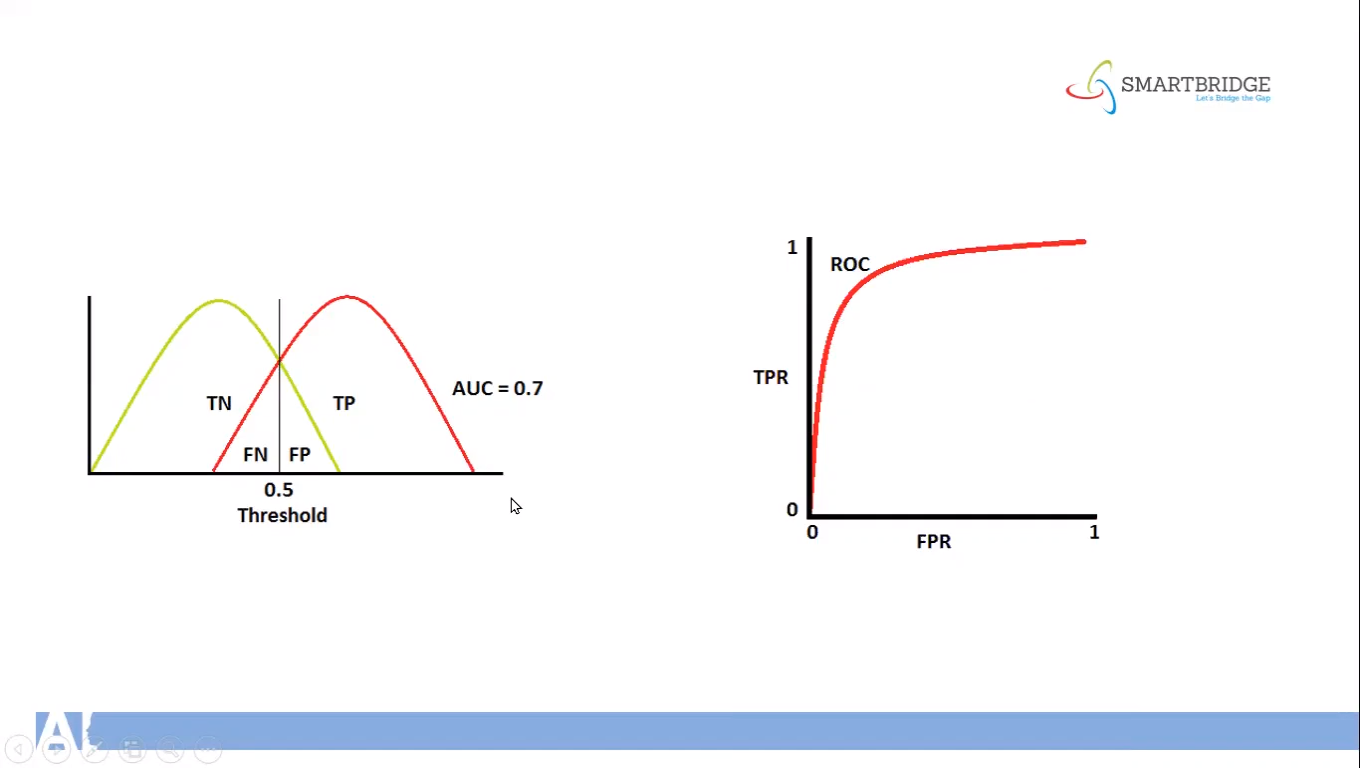 SMARTBRIDGE
Let's Bridge the Gap
TN
TP
AUC = 0.7
FN
FP
0.5
Threshold
1
ROC
TPR
0
0
1
FPR
AI